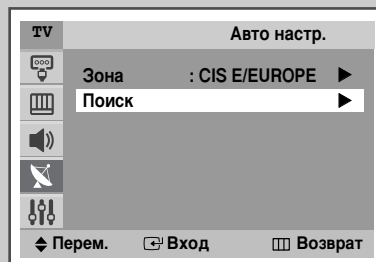 TV Авто настр.
Зона : CIS E/EUROPE ▶
Поиск ▶
Перем. Вход Возврат